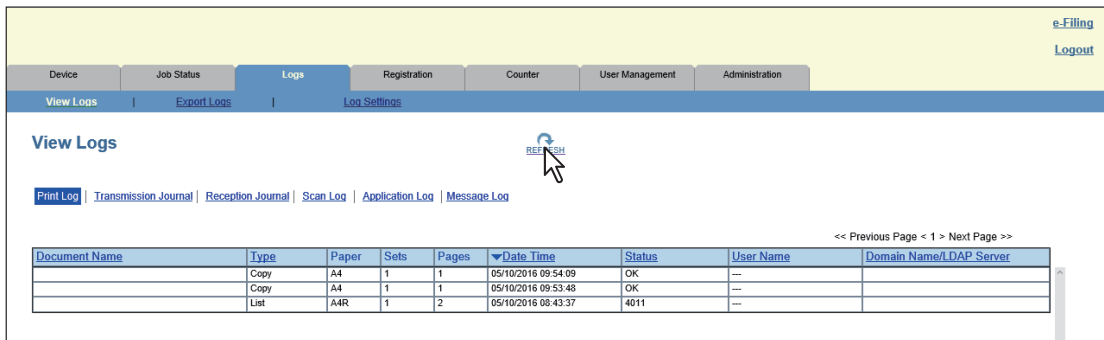 e-Filing
Logout
Device Job Status Logs Registration Counter User Management Administration
View Logs | Export Logs | Log Settings
View Logs
REFRESH
Print Log | Transmission Journal | Reception Journal | Scan Log | Application Log | Message Log
<< Previous Page < 1 > Next Page >>
Document Name Type Paper Sets Pages Date Time Status User Name Domain Name/LDAP Server
Copy A4 1 1 05/10/2016 09:54:09 OK ---
Copy A4 1 1 05/10/2016 09:53:48 OK ---
List A4R 1 2 05/10/2016 08:43:37 4011 ---